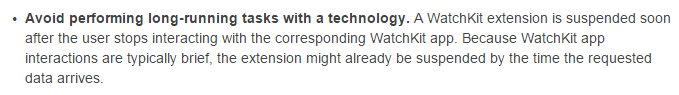 • Avoid performing long-running tasks with a technology. A WatchKit extension is suspended soon
after the user stops interacting with the corresponding WatchKit app. Because WatchKit app
interactions are typically brief, the extension might already be suspended by the time the requested
data arrives.